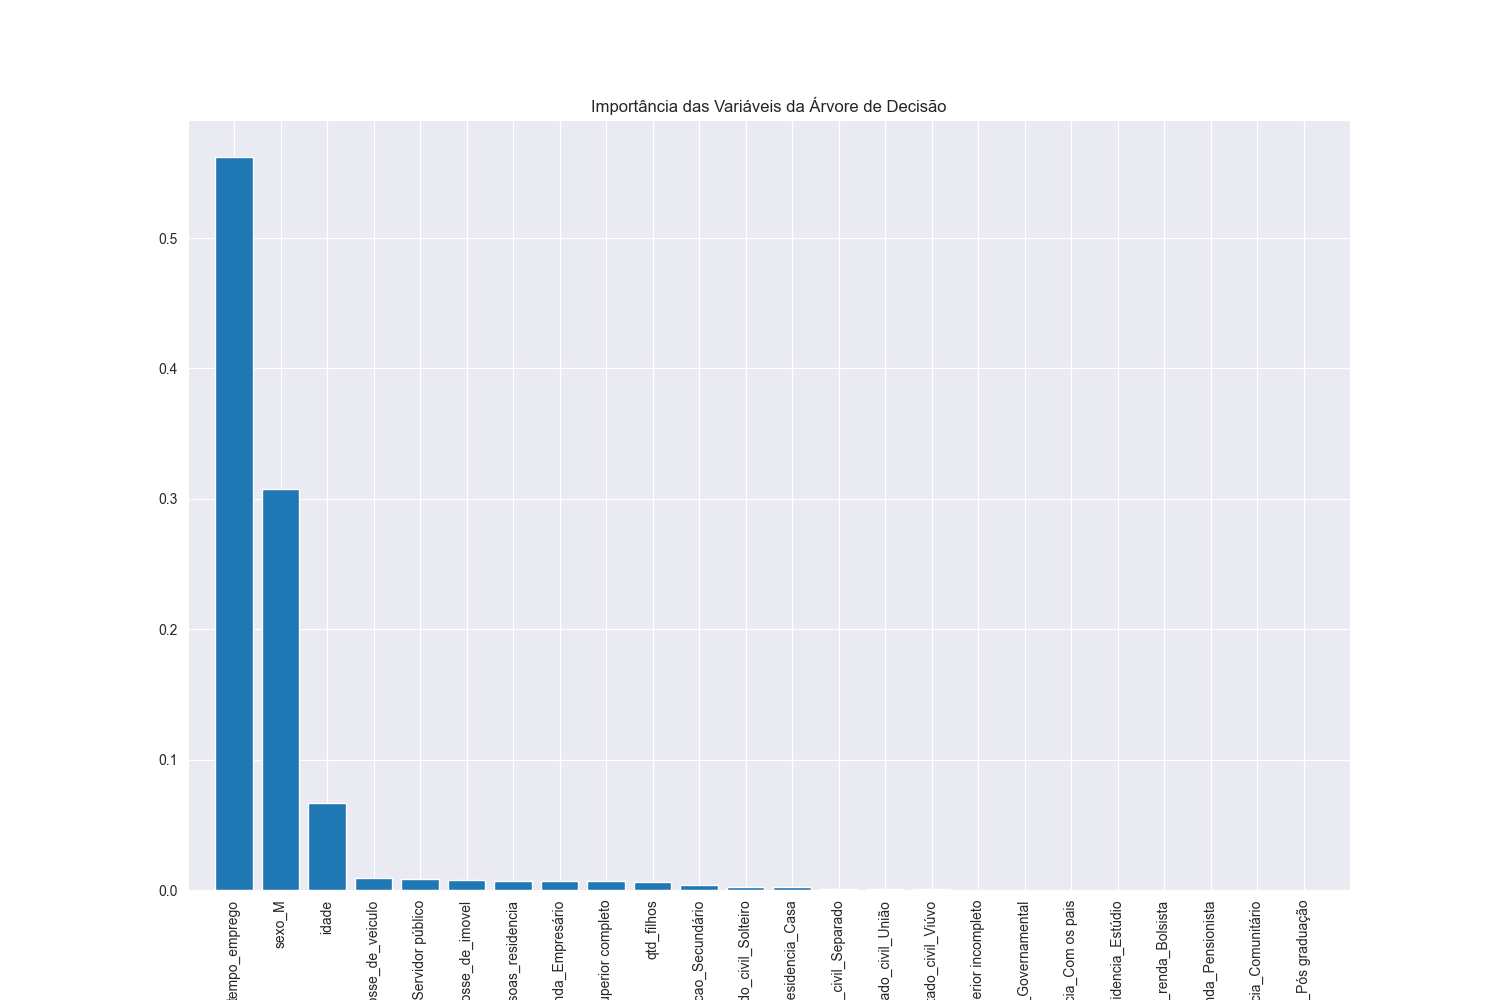 Importância das Variáveis da Árvore de Decisão
0.5
0.4
0.3
0.2
0.1
0.0
tempo_emprego
sexo_M
idade
osse_de_veiculo
Servidor público
osse_de_imovel
soas_residencia
nda_Empresário
uperior completo
qtd_filhos
cao_Secundário
do_civil_Solteiro
esidencia_Casa
_civil_Separado
ado_civil_União
tado_civil_Viúvo
erior incompleto
_Governamental
cia_Com os pais
idencia_Estúdio
_renda_Bolsista
nda_Pensionista
cia_Comunitário
_Pós graduação